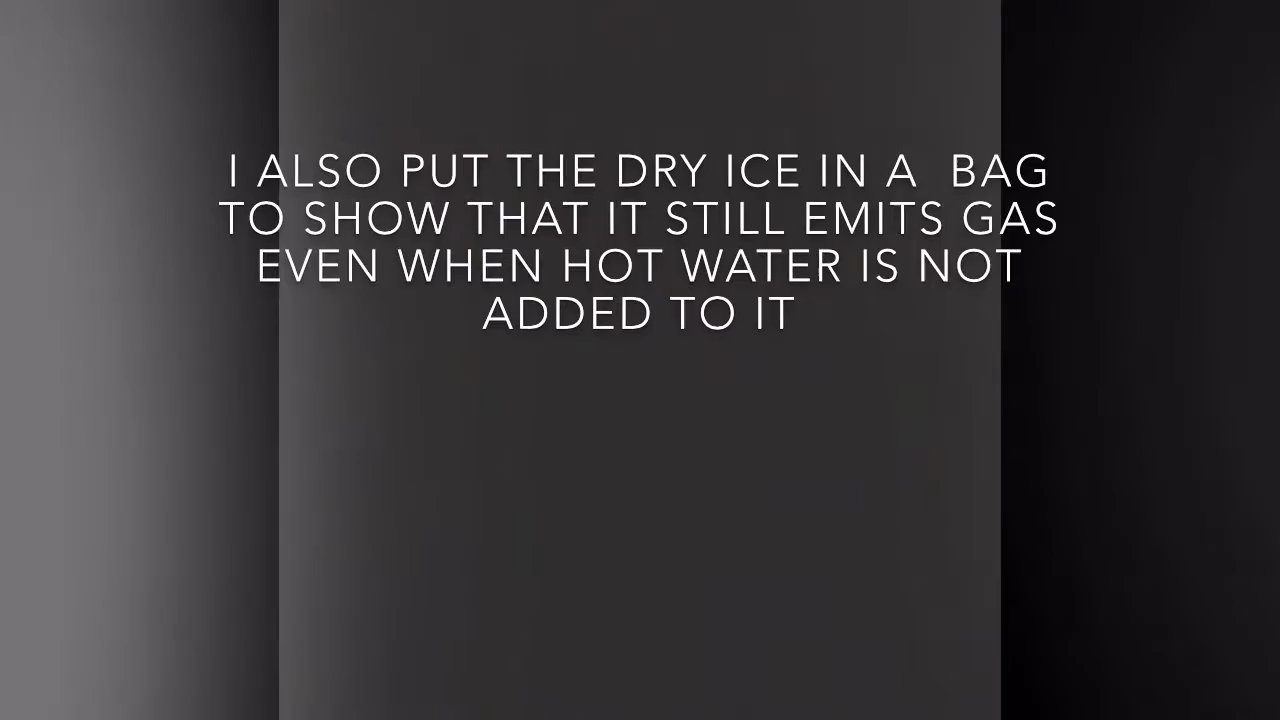 I ALSO PUT THE DRY ICE IN A  BAG
TO SHOW THAT IT STILL EMITS GAS
EVEN WHEN HOT WATER IS NOT
ADDED TO IT